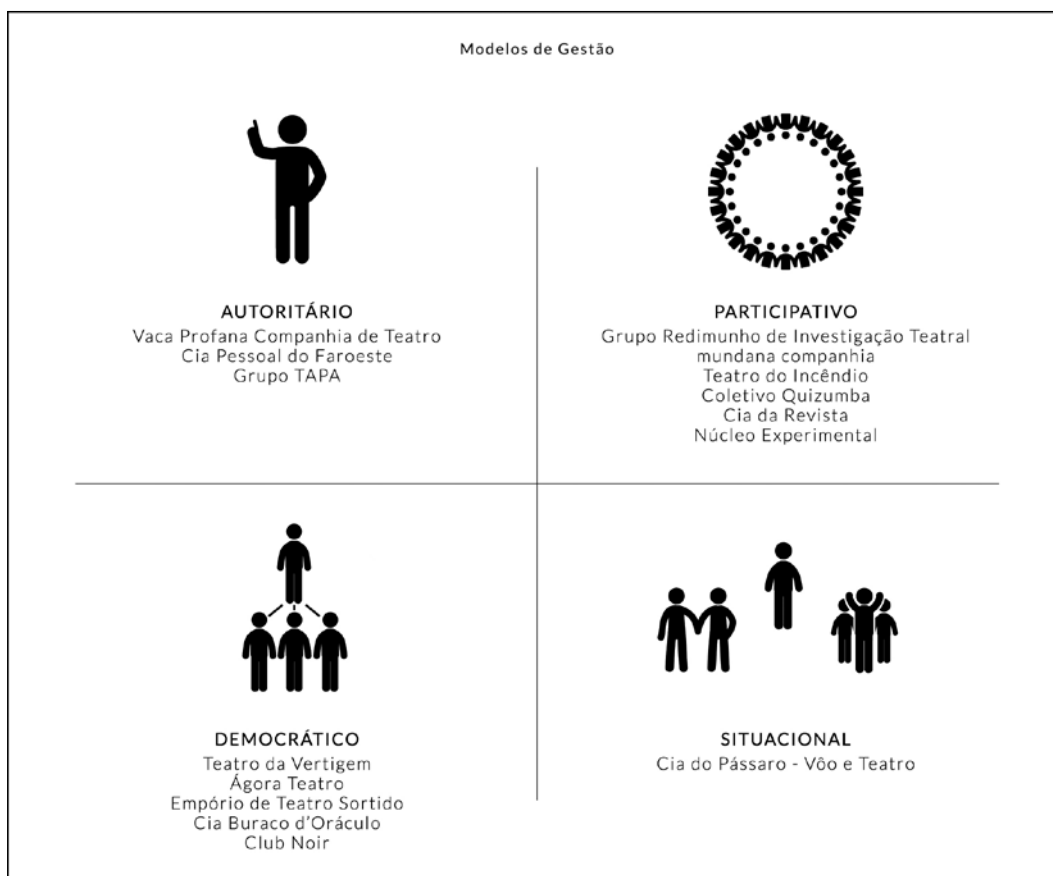 Modelos de Gestão
AUTORITÁRIO
Vaca Profana Companhia de Teatro
Cia Pessoal do Faroeste
Grupo TAPA
PARTICIPATIVO
Grupo Redimunho de Investigação Teatral
mundana companhia
Teatro do Incêndio
Coletivo Quizumba
Cia da Revista
Núcleo Experimental
DEMOCRÁTICO
Teatro da Vertigem
Ágora Teatro
Empório de Teatro Sortido
Cia Buraco d'Oráculo
Club Noir
SITUACIONAL
Cia do Pássaro - Vôo e Teatro